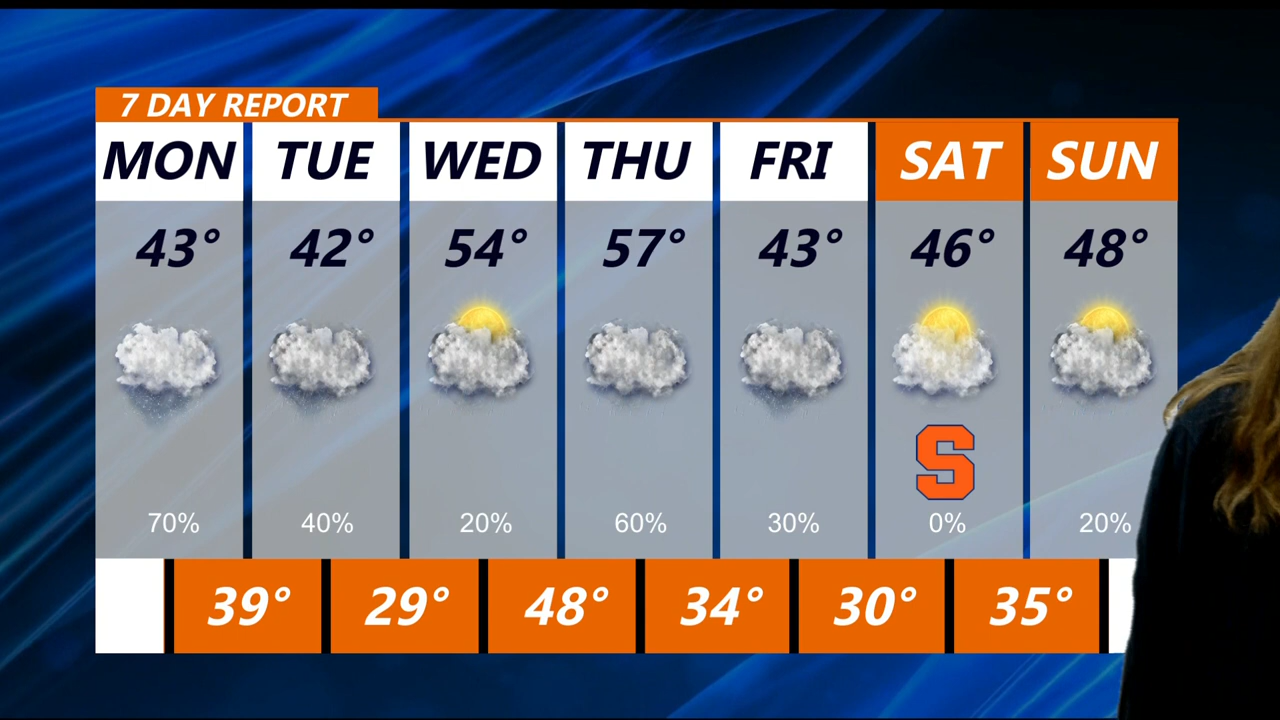 7 DAY REPORT
MON TUE WED THU FRI SAT SUN
43° 42° 54° 57° 43° 46° 48°
S
70% 40% 20% 60% 30% 0% 20%
39° 29° 48° 34° 30° 35°